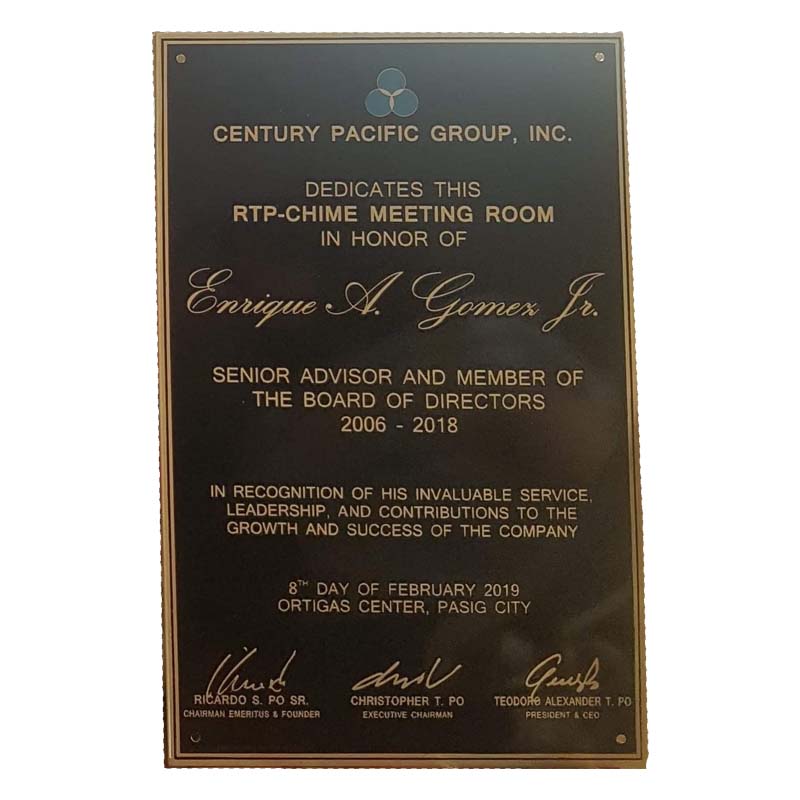 CENTURY PACIFIC GROUP, INC.
DEDICATES THIS
RTP-CHIME MEETING ROOM
IN HONOR OF
Enrique A. Gomez Jr.
SENIOR ADVISOR AND MEMBER OF
THE BOARD OF DIRECTORS
2006 - 2018
IN RECOGNITION OF HIS INVALUABLE SERVICE,
LEADERSHIP, AND CONTRIBUTIONS TO THE
GROWTH AND SUCCESS OF THE COMPANY
8TH DAY OF FEBRUARY 2019
ORTIGAS CENTER, PASIG CITY
RICARDO S. PO SR. CHRISTOPHER T. PO TEODORO ALEXANDER T. PO
CHAIRMAN EMERITUS & FOUNDER EXECUTIVE CHAIRMAN PRESIDENT & CEO